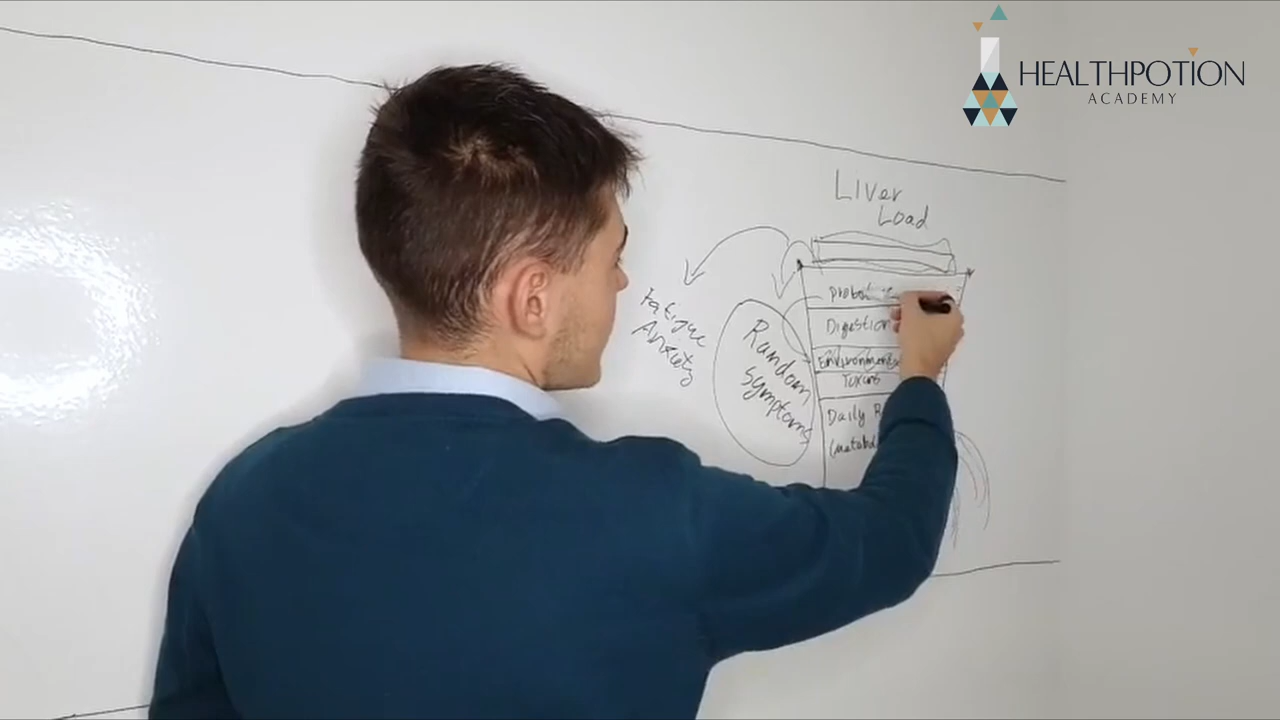 HEALTHPOTION
ACADEMY
Liver
Load
Fatigue
Anxiety
Random
Symptoms
Digestion
Toxins
Daily